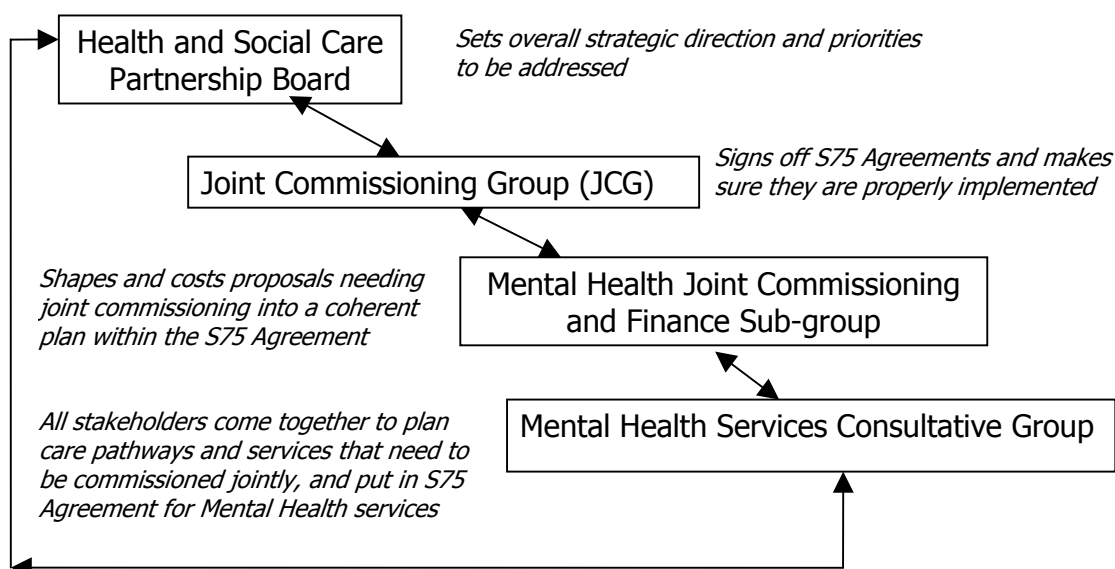 Health and Social Care
Partnership Board
Sets overall strategic direction and priorities
to be addressed
Joint Commissioning Group (JCG)
Signs off S75 Agreements and makes
sure they are properly implemented
Shapes and costs proposals needing
joint commissioning into a coherent
plan within the S75 Agreement
Mental Health Joint Commissioning
and Finance Sub-group
All stakeholders come together to plan
care pathways and services that need to
be commissioned jointly, and put in S75
Agreement for Mental Health services
Mental Health Services Consultative Group